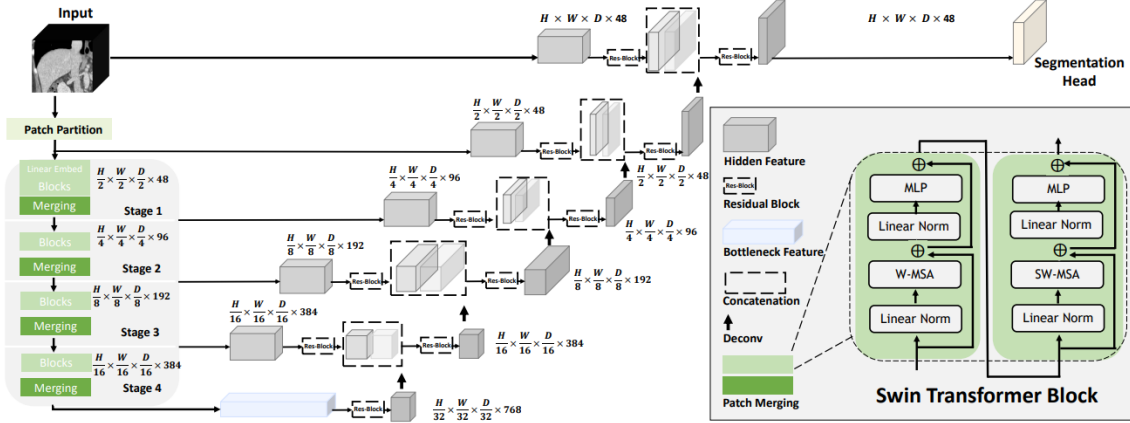 Input
H × W × D × 48
H × W × D × 48
Res-Block
Res-Block
Segmentation
Head
Patch Partition
H/2 × W/2 × D/2 × 48
Res-Block
Res-Block
H/2 × W/2 × D/2 × 48
Linear Embed
Blocks
H/2 × W/2 × D/2 × 48
Merging
Stage 1
H/4 × W/4 × D/4 × 96
Res-Block
Res-Block
H/4 × W/4 × D/4 × 96
Blocks
H/4 × W/4 × D/4 × 96
Merging
Stage 2
H/8 × W/8 × D/8 × 192
Res-Block
Res-Block
H/8 × W/8 × D/8 × 192
Blocks
H/8 × W/8 × D/8 × 192
Merging
Stage 3
H/16 × W/16 × D/16 × 384
Res-Block
Res-Block
H/16 × W/16 × D/16 × 384
Blocks
H/16 × W/16 × D/16 × 384
Merging
Stage 4
Res-Block
H/32 × W/32 × D/32 × 768
Hidden Feature
Res-Block
Residual Block
Bottleneck Feature
Concatenation
Deconv
Patch Merging
MLP
Linear Norm
W-MSA
Linear Norm
MLP
Linear Norm
SW-MSA
Linear Norm
Swin Transformer Block